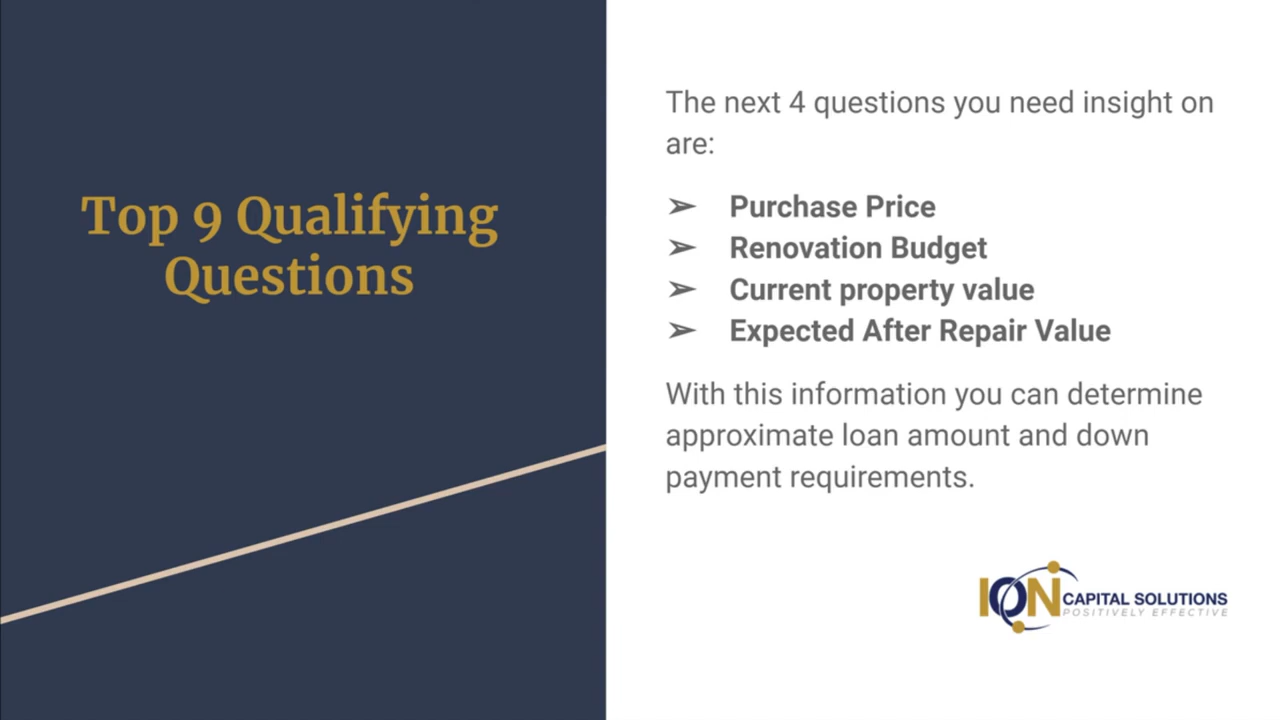 Top 9 Qualifying
Questions
The next 4 questions you need insight on
are:
➢ Purchase Price
➢ Renovation Budget
➢ Current property value
➢ Expected After Repair Value
With this information you can determine
approximate loan amount and down
payment requirements.
ION CAPITAL SOLUTIONS
POSITIVELY EFFECTIVE